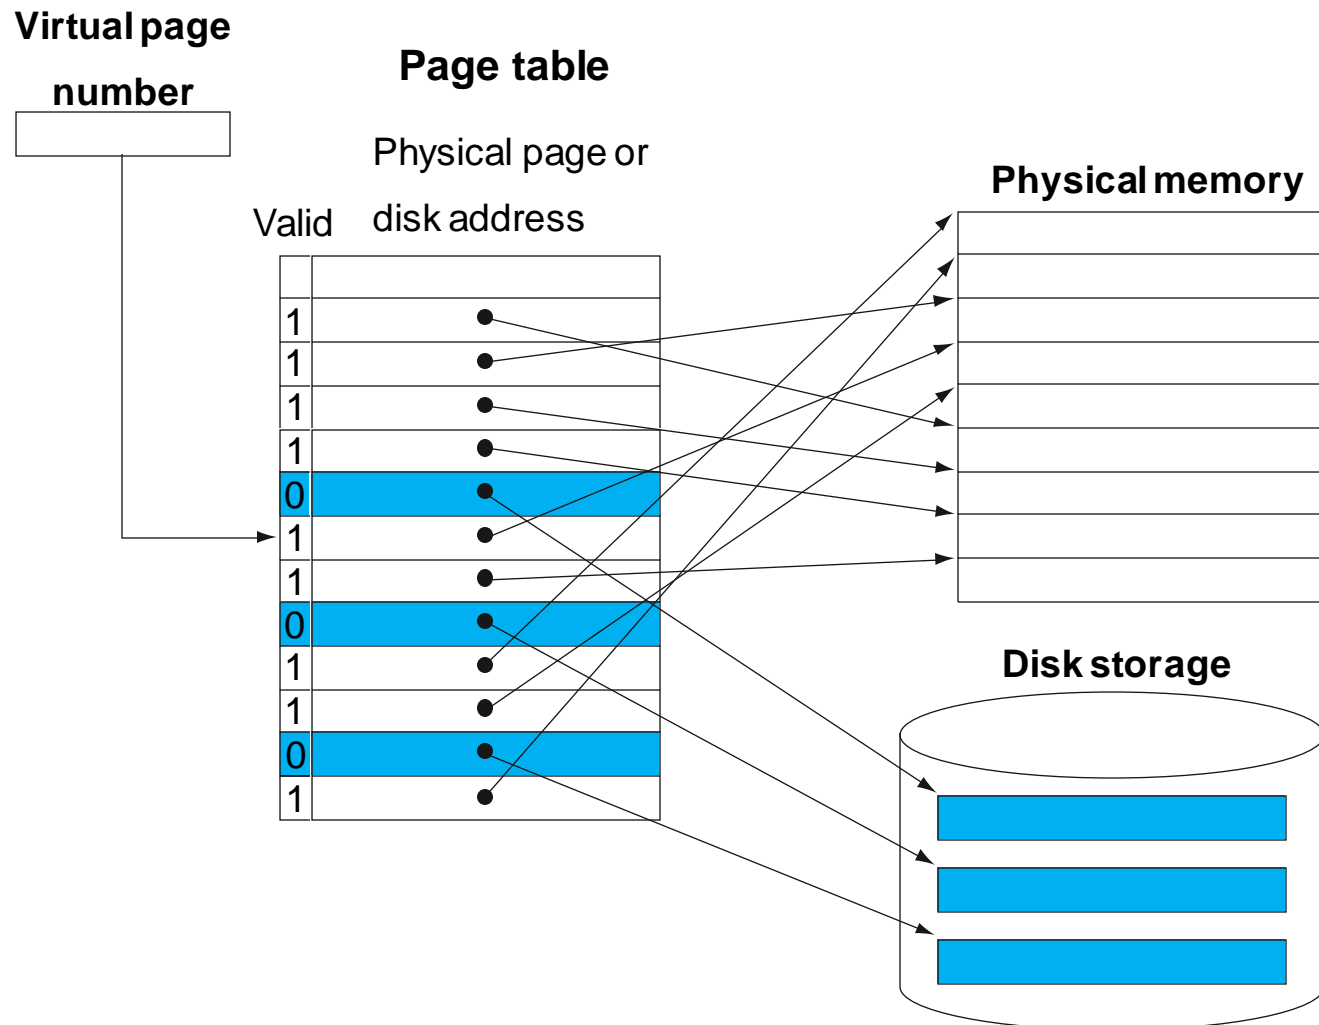 Virtual page
number
Page table
Physical page or
disk address
Valid
1
1
1
1
0
1
1
0
1
1
0
1
Physical memory
Disk storage